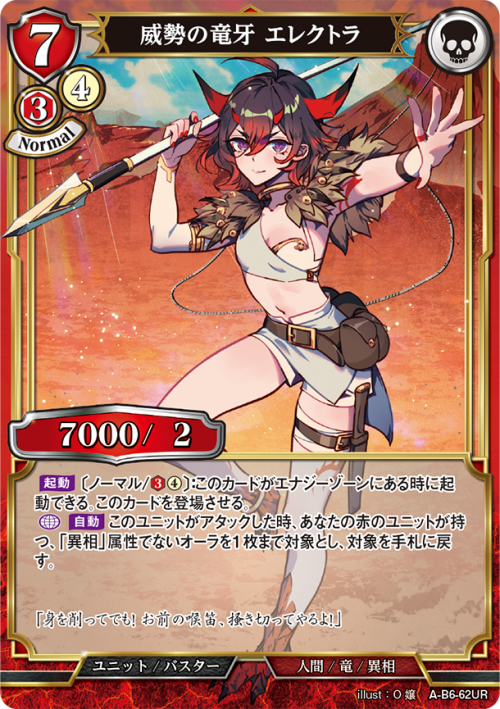 7
威勢の竜牙 エレクトラ
3 4
Normal
7000/ 2
起動 〔ノーマル/3 4〕:このカードがエナジーゾーンにある時に起
動できる。このカードを登場させる。
自動 このユニットがアタックした時、あなたの赤のユニットが持
つ、「異相」属性でないオーラを1枚まで対象とし、対象を手札に戻
す。
「身を削ってでも! お前の喉笛、掻き切ってやるよ!」
ユニット / バスター
人間 / 竜 / 異相
illust:O嬢 A-B6-62UR